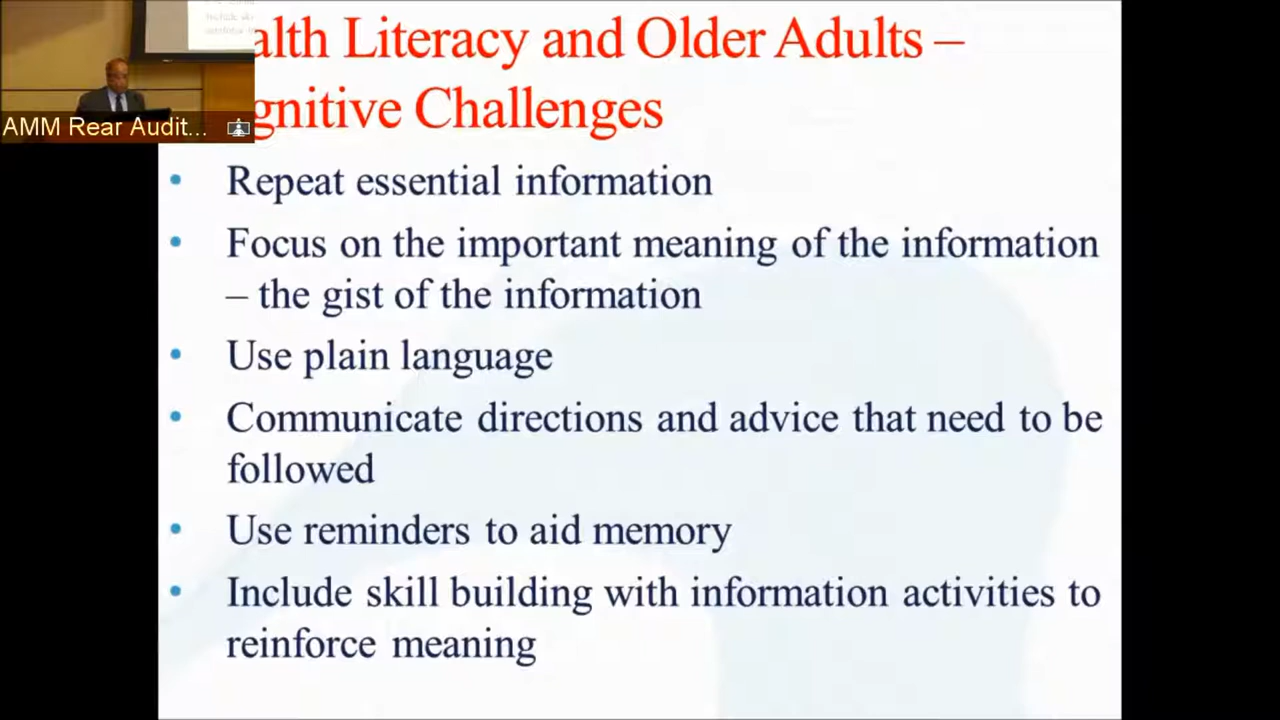 alth Literacy and Older Adults –
gnitive Challenges
AMM Rear Audit...
• Repeat essential information
• Focus on the important meaning of the information
– the gist of the information
• Use plain language
• Communicate directions and advice that need to be
followed
• Use reminders to aid memory
• Include skill building with information activities to
reinforce meaning